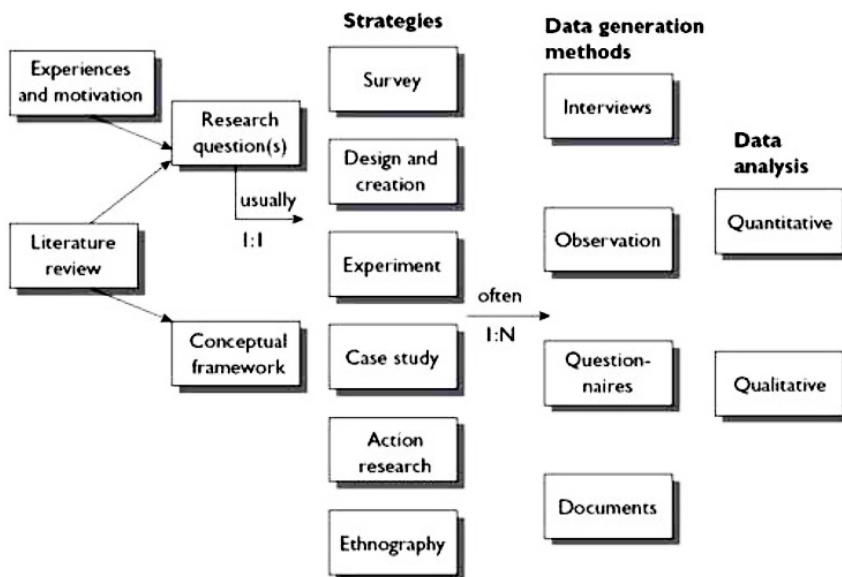 Experiences
and motivation
Literature
review
Research
question(s)
usually
1:1
Conceptual
framework
Strategies
Survey
Design and
creation
Experiment
Case study
Action
research
Ethnography
often
1:N
Data generation
methods
Interviews
Observation
Question-
naires
Documents
Data
analysis
Quantitative
Qualitative